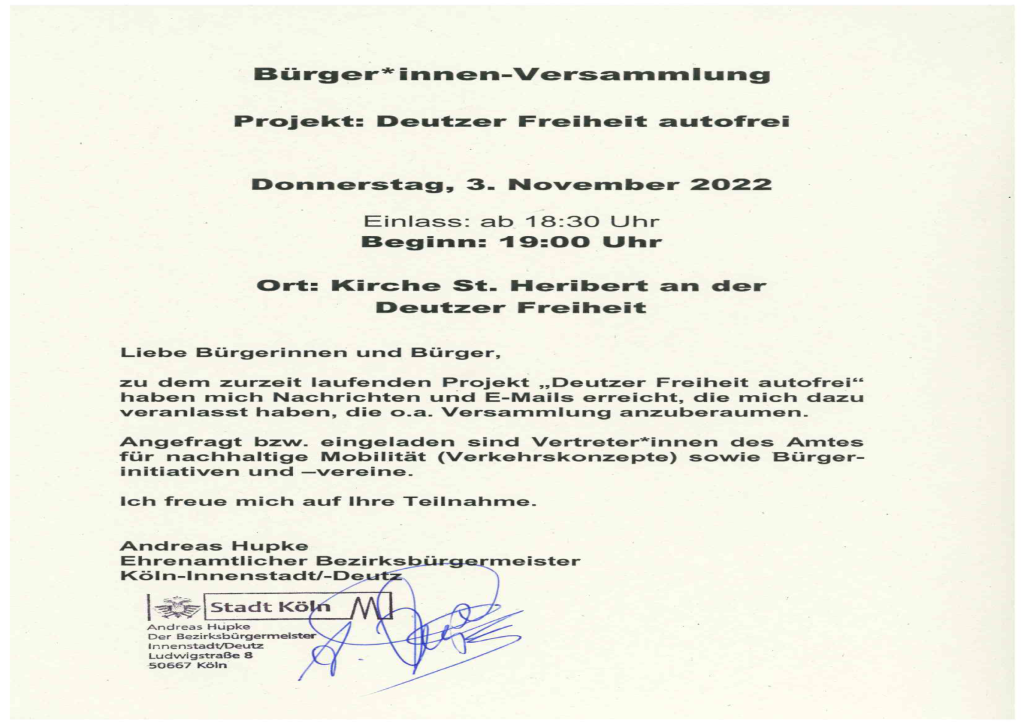 Bürger*innen-Versammlung
Projekt: Deutzer Freiheit autofrei
Donnerstag, 3. November 2022
Einlass: ab 18:30 Uhr
Beginn: 19:00 Uhr
Ort: Kirche St. Heribert an der
Deutzer Freiheit
Liebe Bürgerinnen und Bürger,
zu dem zurzeit laufenden Projekt „Deutzer Freiheit autofrei“
haben mich Nachrichten und E-Mails erreicht, die mich dazu
veranlasst haben, die o.a. Versammlung anzuberaumen.
Angefragt bzw. eingeladen sind Vertreter*innen des Amtes
für nachhaltige Mobilität (Verkehrskonzepte) sowie Bürger-
initiativen und –vereine.
Ich freue mich auf Ihre Teilnahme.
Andreas Hupke
Ehrenamtlicher Bezirksbürgermeister
Köln-Innenstadt/-Deutz
Stadt Köln
Andreas Hupke
Der Bezirksbürgermeister
Innenstadt/Deutz
Ludwigstraße 8
50667 Köln